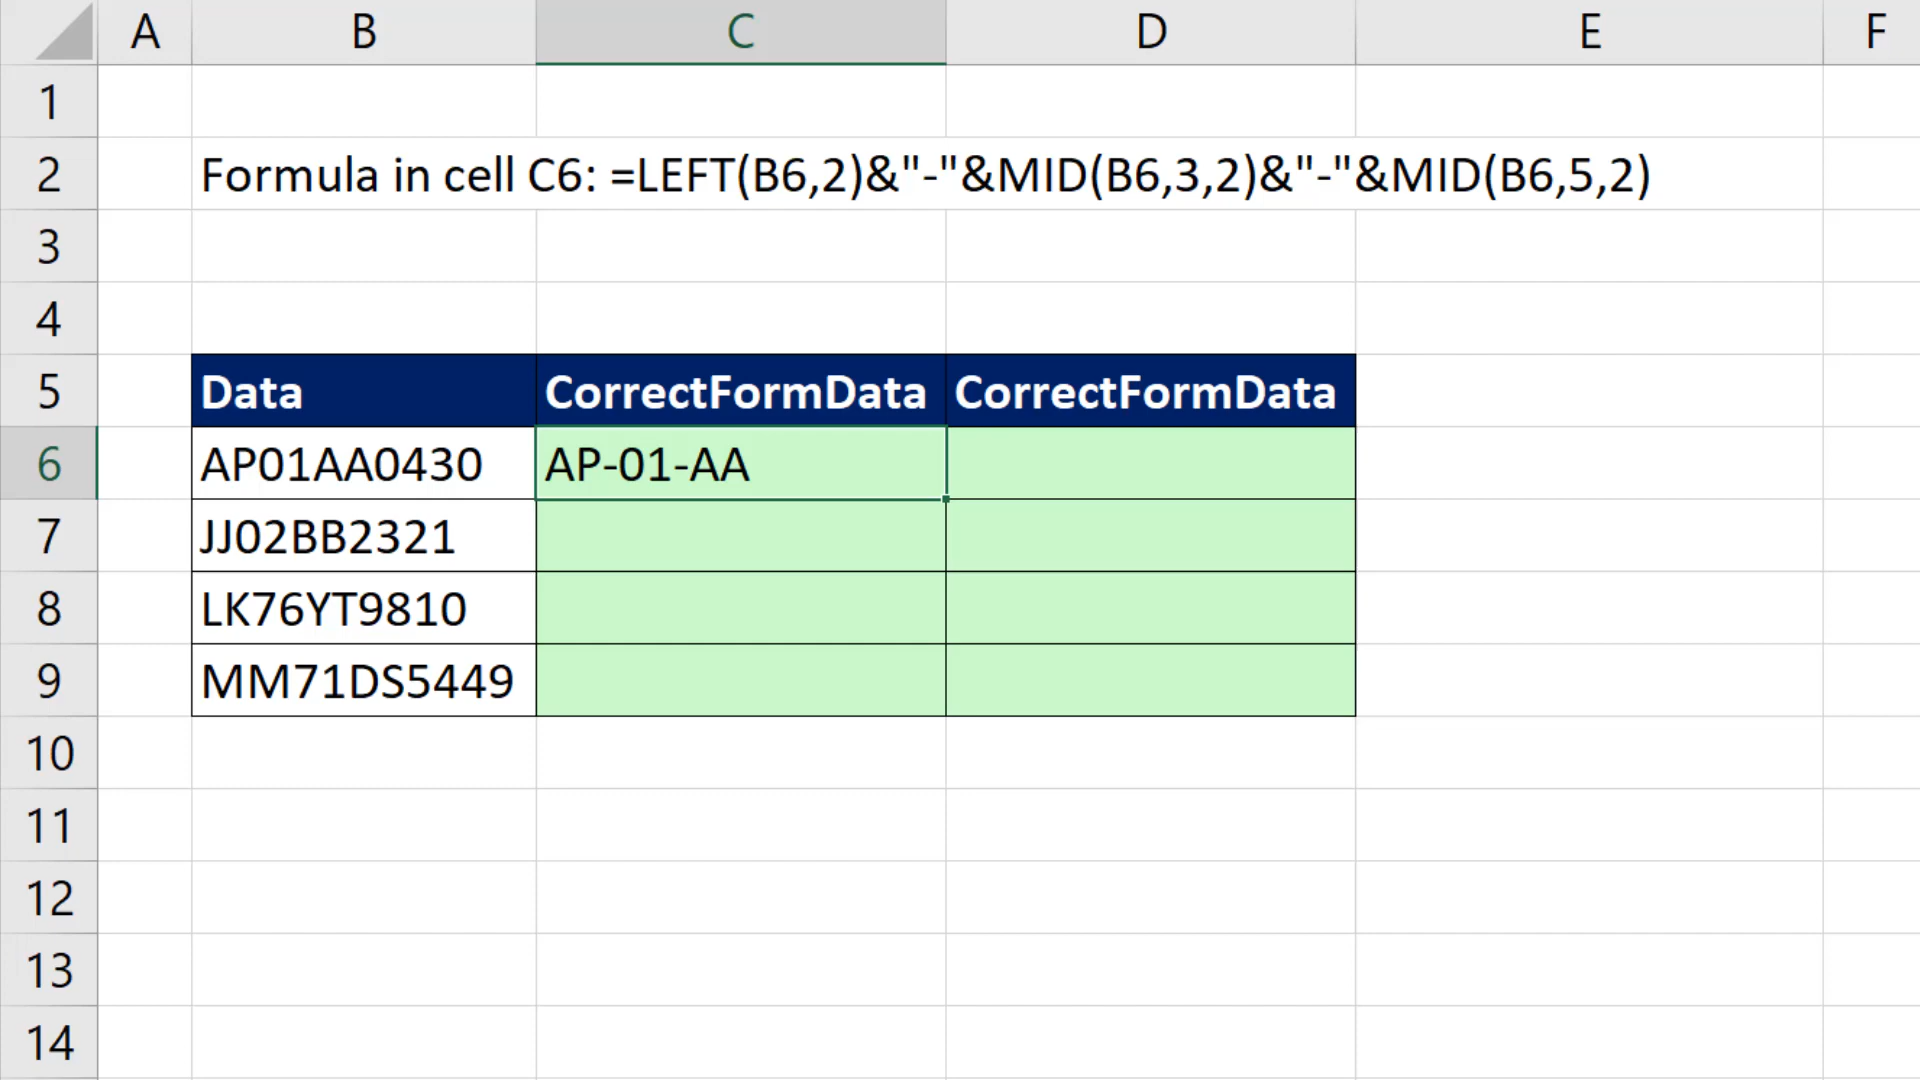 A B C D E F
1
2 Formula in cell C6: =LEFT(B6,2)&"-"&MID(B6,3,2)&"-"&MID(B6,5,2)
3
4
5 Data CorrectFormData CorrectFormData
6 AP01AA0430 AP-01-AA
7 JJ02BB2321
8 LK76YT9810
9 MM71DS5449
10
11
12
13
14